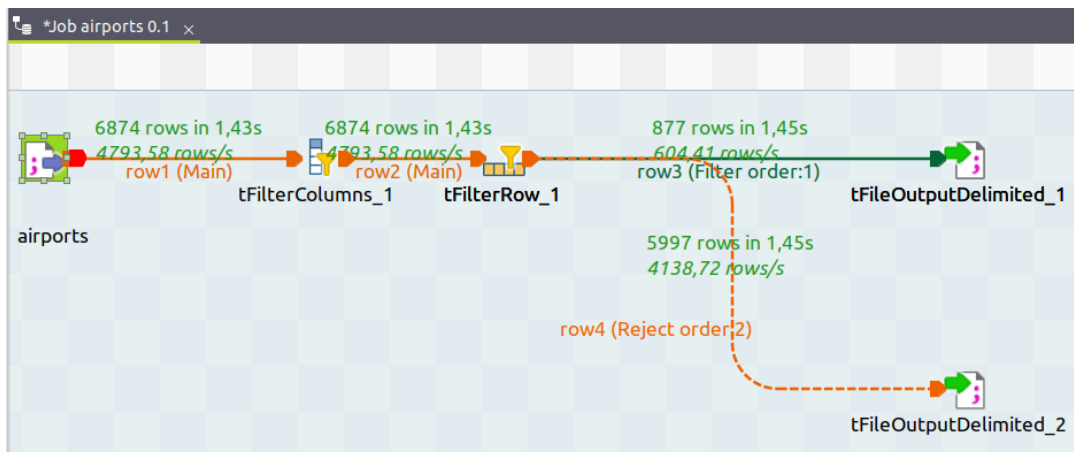 *Job airports 0.1
6874 rows in 1,43s
4793,58 rows/s
row1 (Main)
6874 rows in 1,43s
4793,58 rows/s
row2 (Main)
877 rows in 1,45s
604,41 rows/s
row3 (Filter order:1)
tFilterColumns_1
tFilterRow_1
tFileOutputDelimited_1
airports
5997 rows in 1,45s
4138,72 rows/s
row4 (Reject order:2)
tFileOutputDelimited_2